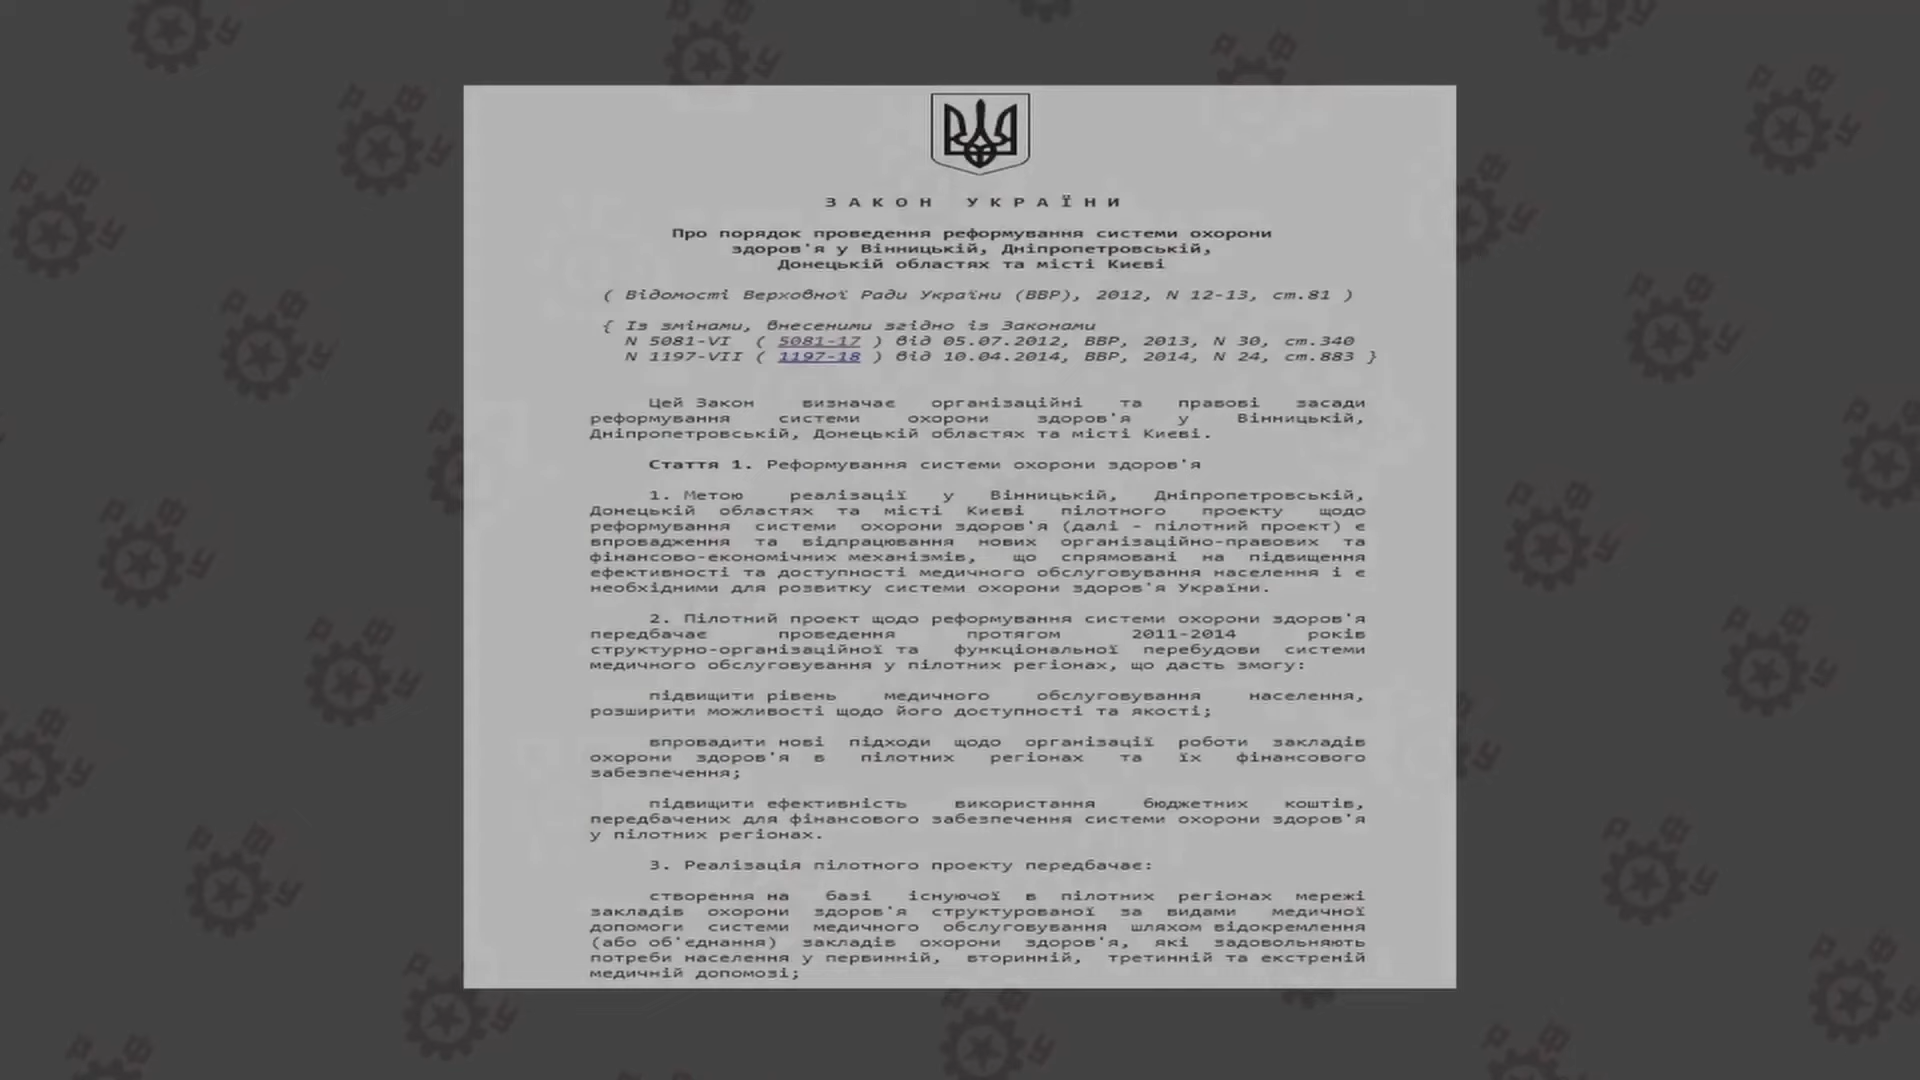 ЗАКОН УКРАЇНИ
Про порядок проведення реформування системи охорони
здоров'я у Вінницькій, Дніпропетровській,
Донецькій областях та місті Києві
( Відомості Верховної Ради України (ВВР), 2012, N 12-13, ст.81 )
{ Із змінами, внесеними згідно із Законами
N 5081-VI ( 5081-17 ) від 05.07.2012, ВВР, 2013, N 30, ст.340
N 1197-VII ( 1197-18 ) від 10.04.2014, ВВР, 2014, N 24, ст.883 }
Цей Закон визначає організаційні та правові засади
реформування системи охорони здоров'я у Вінницькій,
Дніпропетровській, Донецькій областях та місті Києві.
Стаття 1. Реформування системи охорони здоров'я
1. Метою реалізації у Вінницькій, Дніпропетровській,
Донецькій областях та місті Києві пілотного проекту щодо
реформування системи охорони здоров'я (далі - пілотний проект) є
впровадження та відпрацювання нових організаційно-правових та
фінансово-економічних механізмів, що спрямовані на підвищення
ефективності та доступності медичного обслуговування населення і є
необхідними для розвитку системи охорони здоров'я України.
2. Пілотний проект щодо реформування системи охорони здоров'я
передбачає проведення протягом 2011-2014 років
структурно-організаційної та функціональної перебудови системи
медичного обслуговування у пілотних регіонах, що дасть змогу:
підвищити рівень медичного обслуговування населення,
розширити можливості щодо його доступності та якості;
впровадити нові підходи щодо організації роботи закладів
охорони здоров'я в пілотних регіонах та їх фінансового
забезпечення;
підвищити ефективність використання бюджетних коштів,
передбачених для фінансового забезпечення системи охорони здоров'я
у пілотних регіонах.
3. Реалізація пілотного проекту передбачає:
створення на базі існуючої в пілотних регіонах мережі
закладів охорони здоров'я структурованої за видами медичної
допомоги системи медичного обслуговування шляхом відокремлення
(або об'єднання) закладів охорони здоров'я, які задовольняють
потреби населення у первинній, вторинній, третинній та екстреній
медичній допомозі;